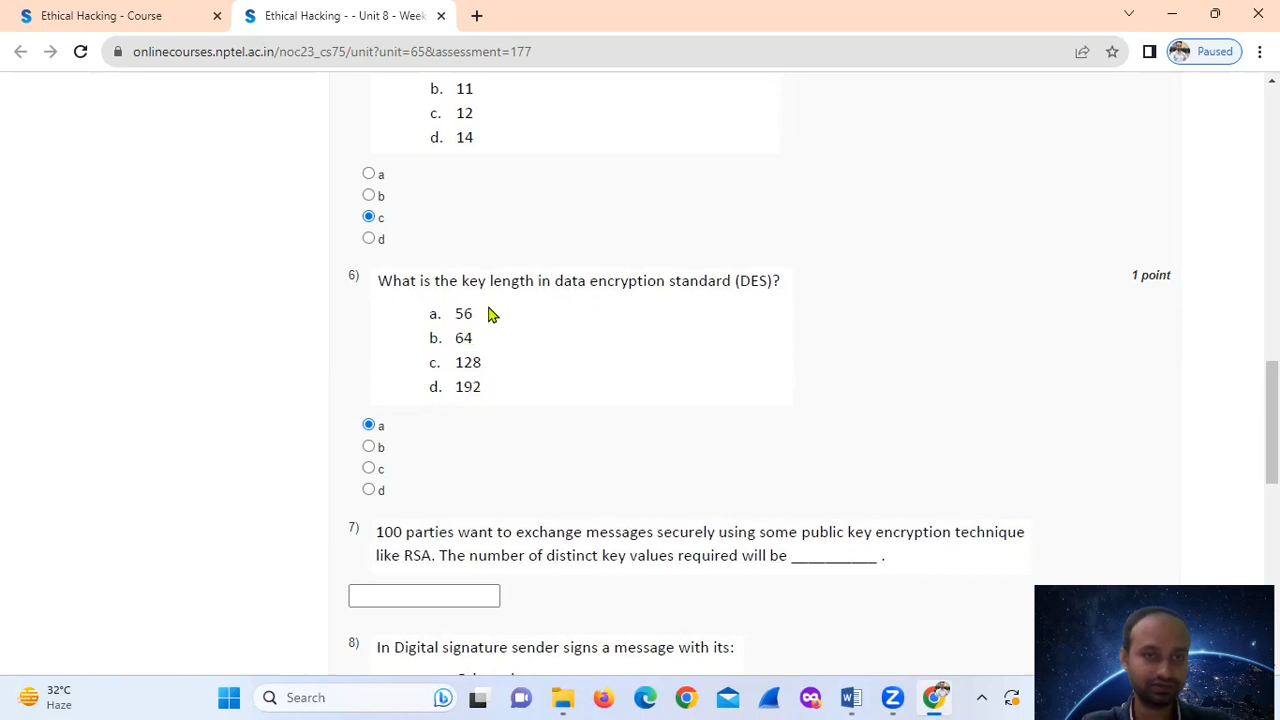 Ethical Hacking - Course
Ethical Hacking - - Unit 8 - Week
onlinecourses.nptel.ac.in/noc23_cs75/unit?unit=65&assessment=177
Paused
b. 11
c. 12
d. 14
a
b
c
d
6) What is the key length in data encryption standard (DES)?
1 point
a. 56
b. 64
c. 128
d. 192
a
b
c
d
7) 100 parties want to exchange messages securely using some public key encryption technique
like RSA. The number of distinct key values required will be ___________ .
8) In Digital signature sender signs a message with its:
32°C
Haze
Search